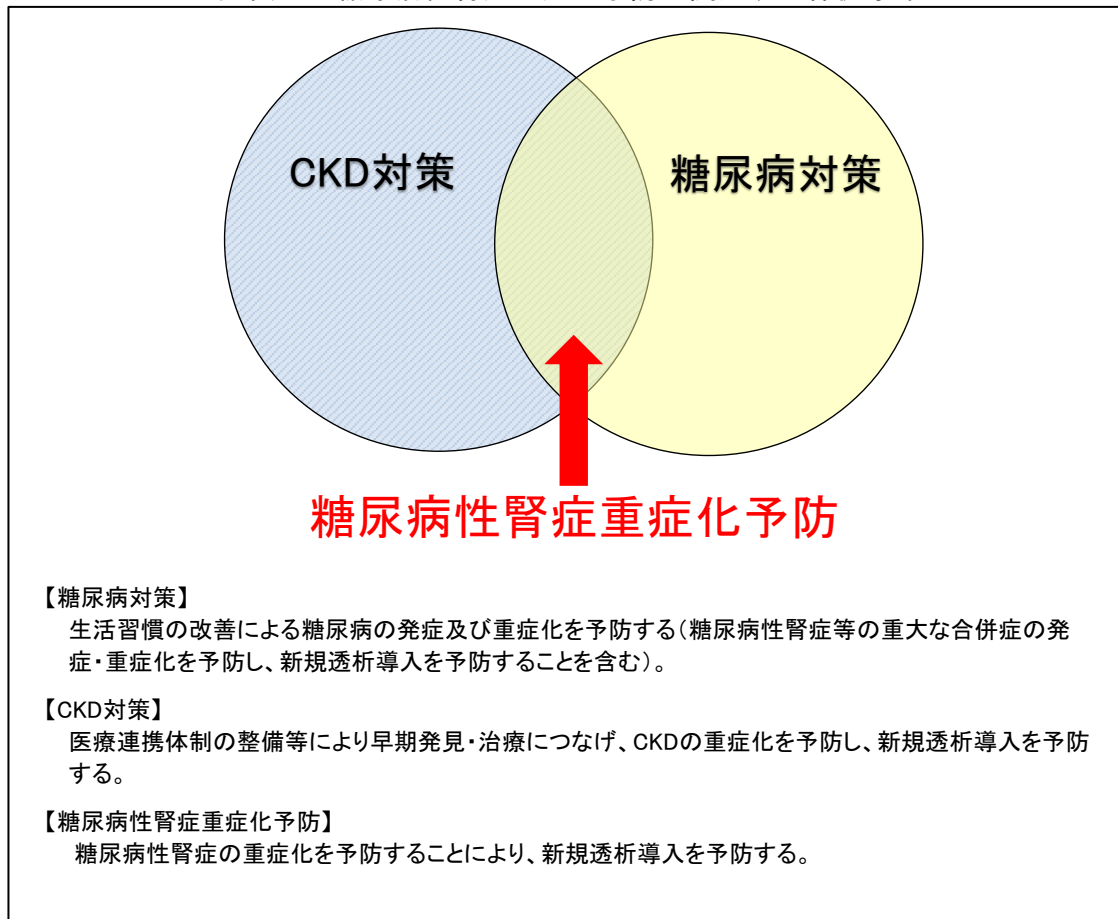 CKD対策
糖尿病対策
糖尿病性腎症重症化予防
【糖尿病対策】
生活習慣の改善による糖尿病の発症及び重症化を予防する(糖尿病性腎症等の重大な合併症の発
症・重症化を予防し、新規透析導入を予防することを含む)。
【CKD対策】
医療連携体制の整備等により早期発見・治療につなげ、CKDの重症化を予防し、新規透析導入を予防
する。
【糖尿病性腎症重症化予防】
糖尿病性腎症の重症化を予防することにより、新規透析導入を予防する。